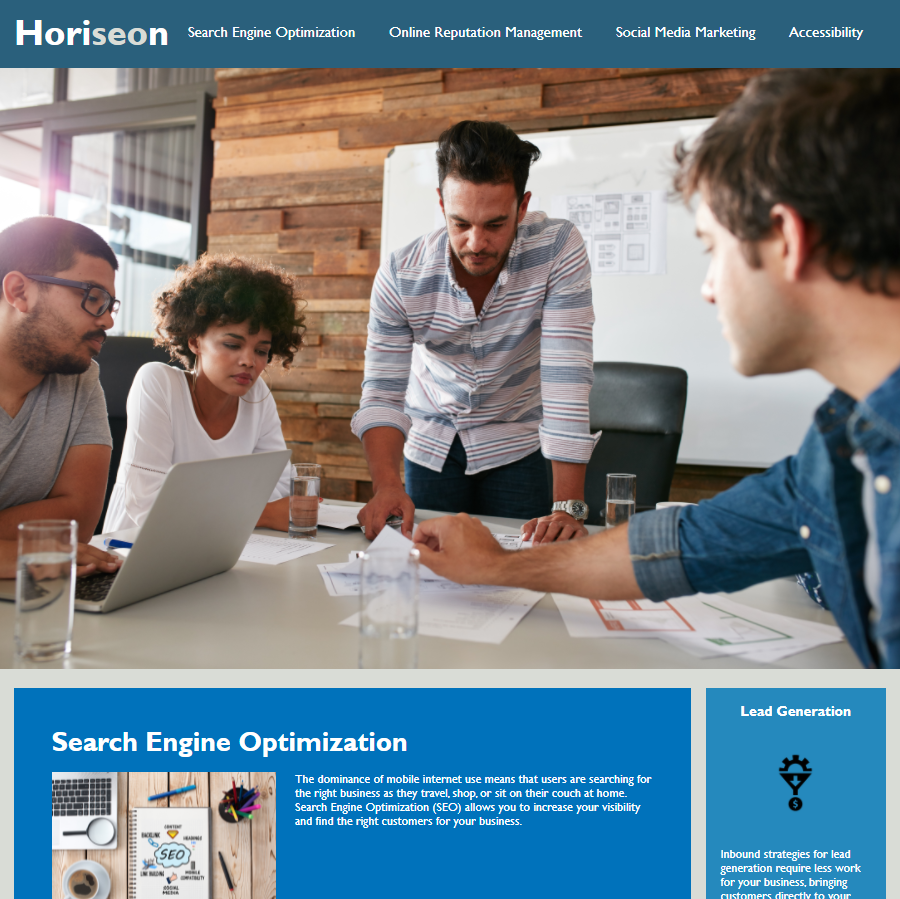 Horiseon
Search Engine Optimization
Online Reputation Management
Social Media Marketing
Accessibility
Search Engine Optimization
The dominance of mobile internet use means that users are searching for
the right business as they travel, shop, or sit on their couch at home.
Search Engine Optimization (SEO) allows you to increase your visibility
and find the right customers for your business.
CONTENT
BACKLINK
SEO
LINK BUILDING
MOBILE
SOCIAL
MEDIA
Lead Generation
$
Inbound strategies for lead
generation require less work
for your business, bringing
customers directly to your